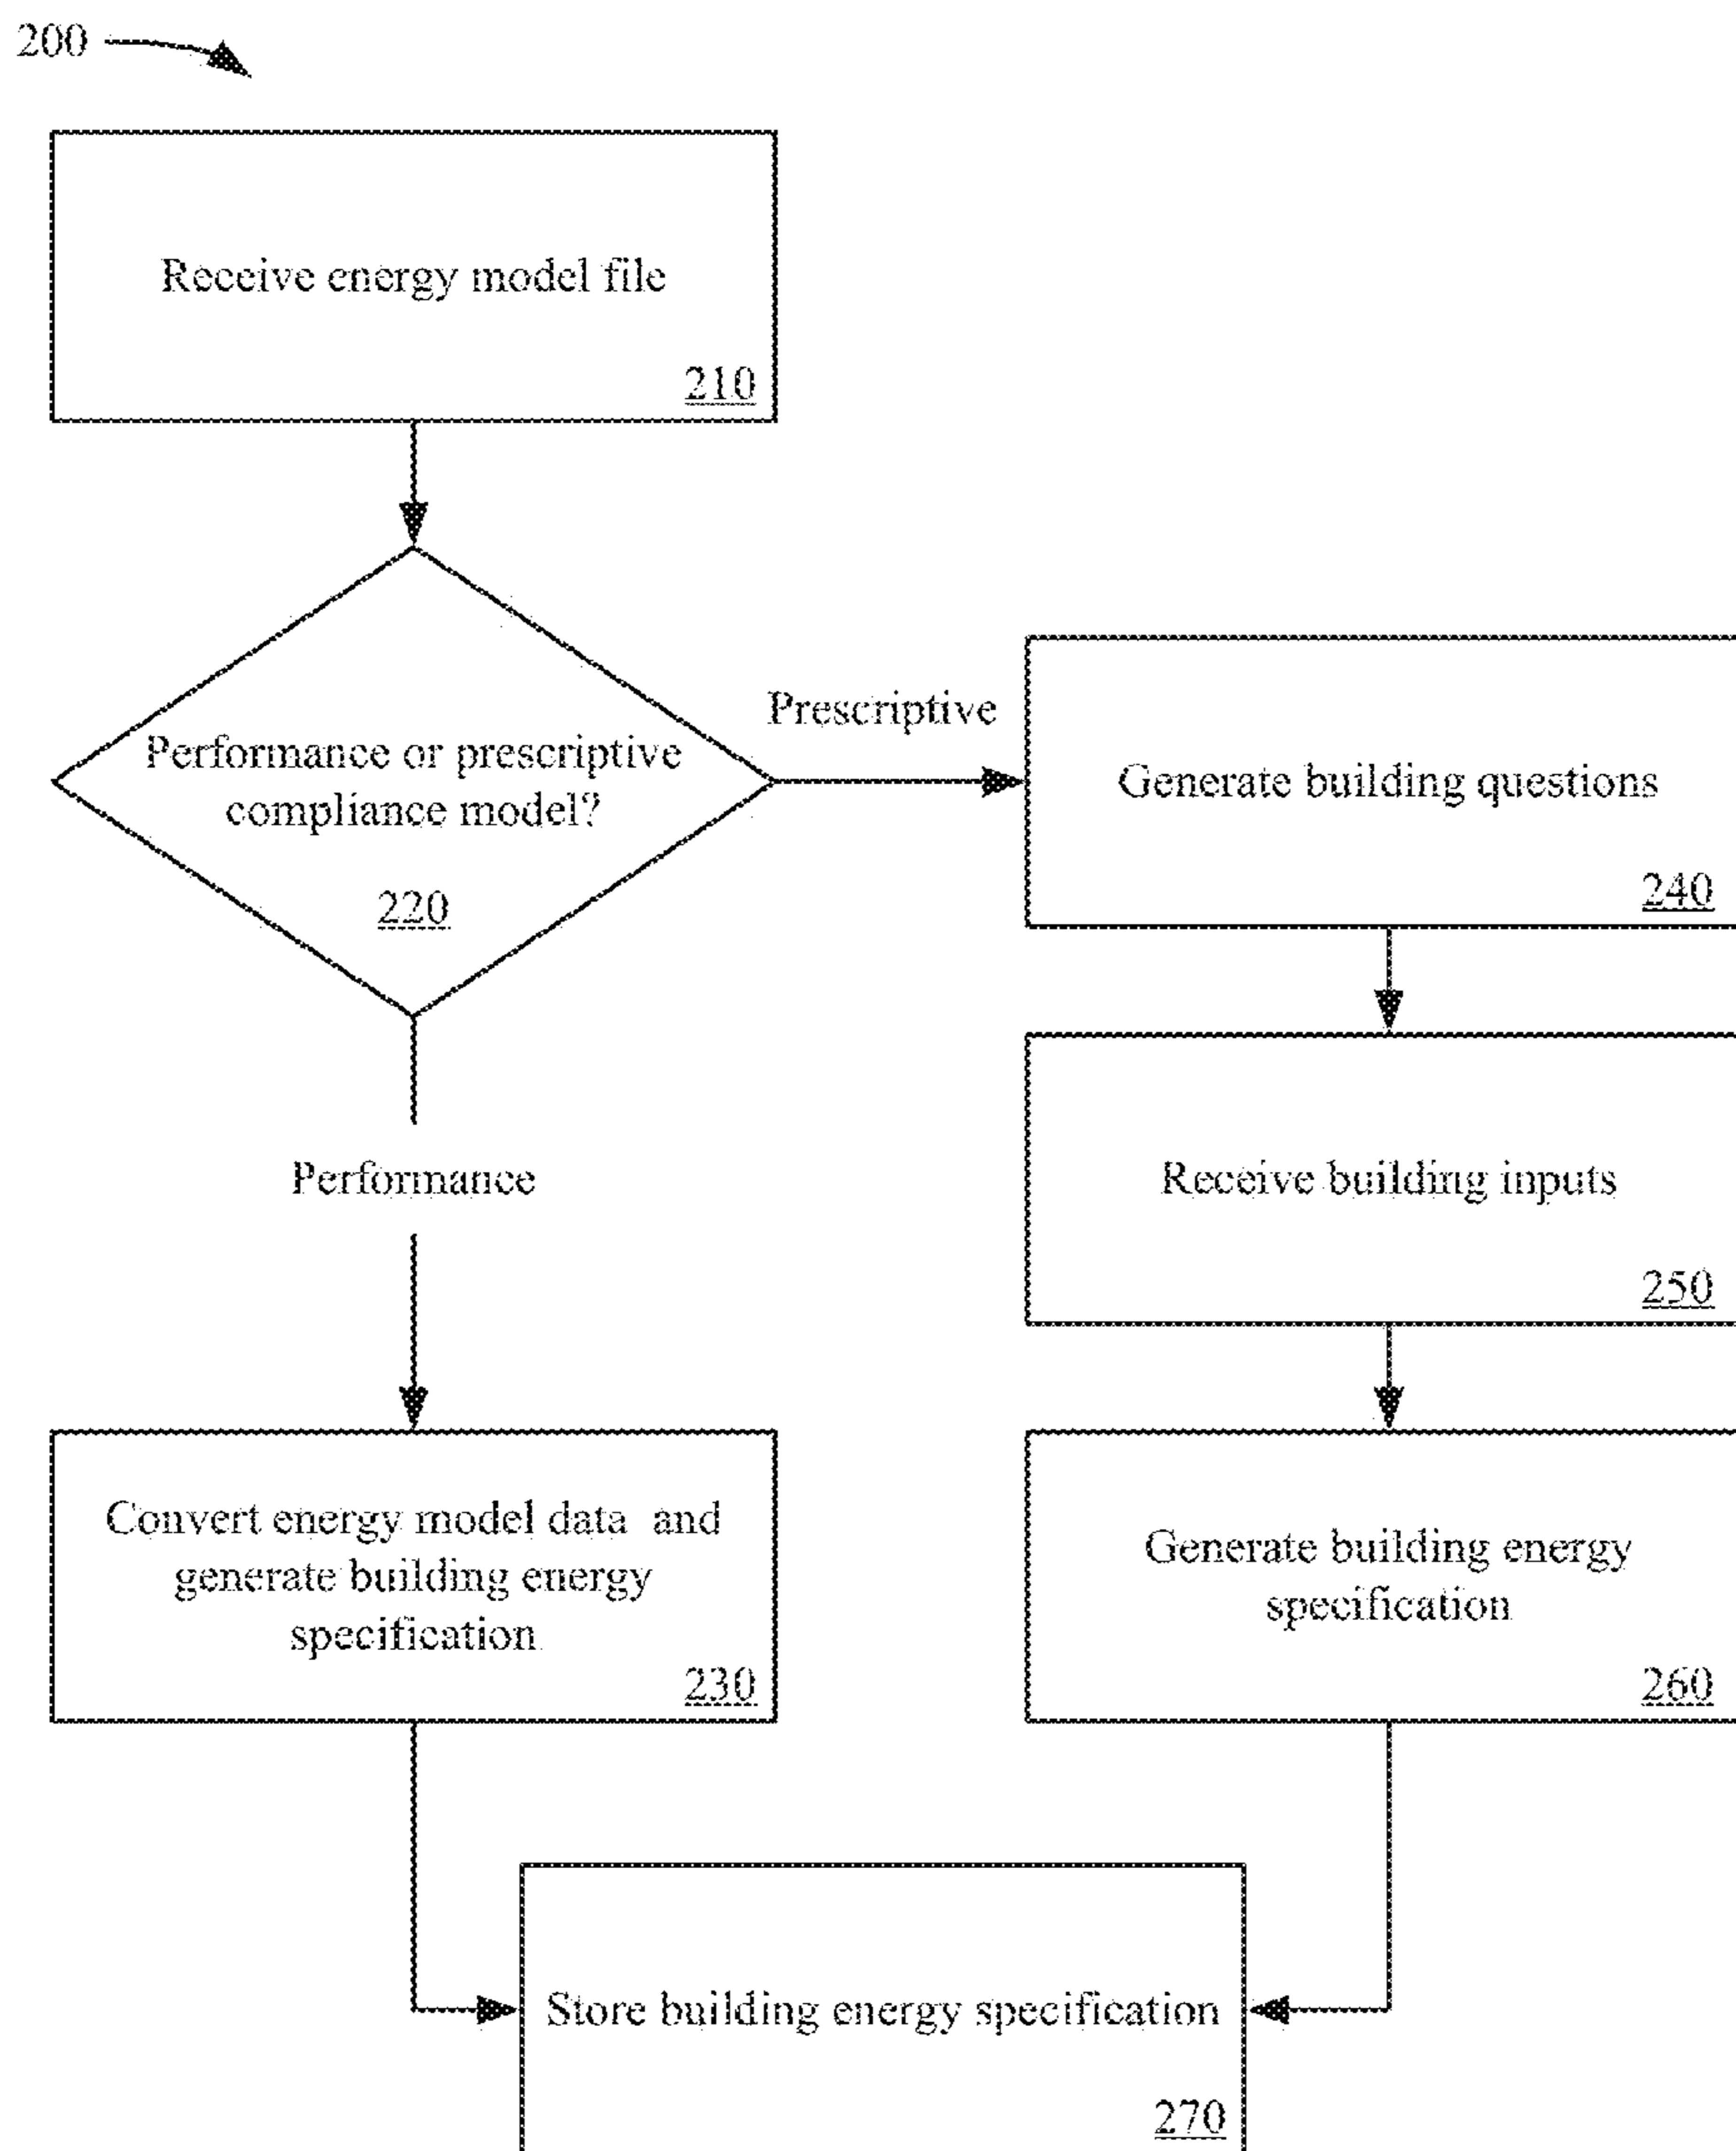 200
Receive energy model file
210
Performance or prescriptive
compliance model?
220
Prescriptive
Generate building questions
240
Performance
Receive building inputs
250
Convert energy model data and
generate building energy
specification
230
Generate building energy
specification
260
Store building energy specification
270